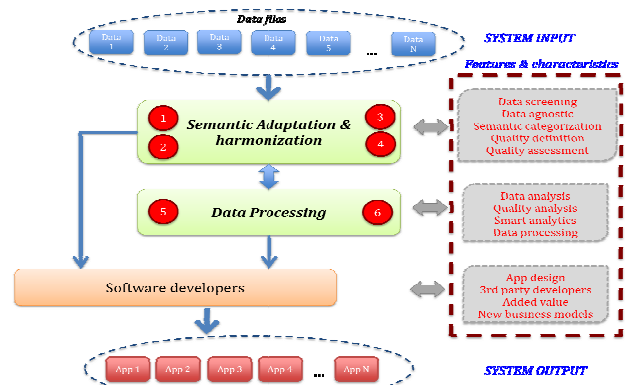 Data files
Data 1
Data 2
Data 3
Data 4
Data 5
...
Data N
SYSTEM INPUT
Features & characteristics
1
2
Semantic Adaptation &
harmonization
3
4
Data screening
Data agnostic
Semantic categorization
Quality definition
Quality assessment
5
Data Processing
6
Data analysis
Quality analysis
Smart analytics
Data processing
Software developers
App design
3rd party developers
Added value
New business models
App 1
App 2
App 3
App 4
...
App N
SYSTEM OUTPUT